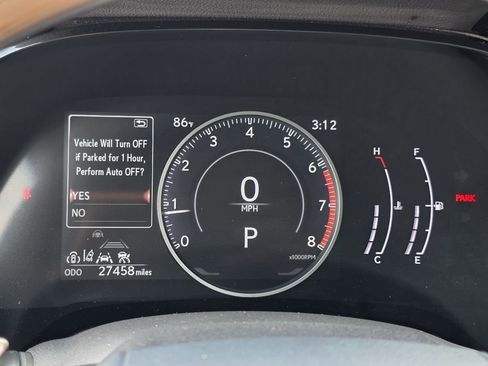 Vehicle Will Turn OFF
if Parked for 1 Hour,
Perform Auto OFF?
YES
NO
ODO 27458 miles
86°F
3:12
0
1
2
3
4
5
6
7
8
x1000RPM
0
MPH
P
H
C
F
E
PARK